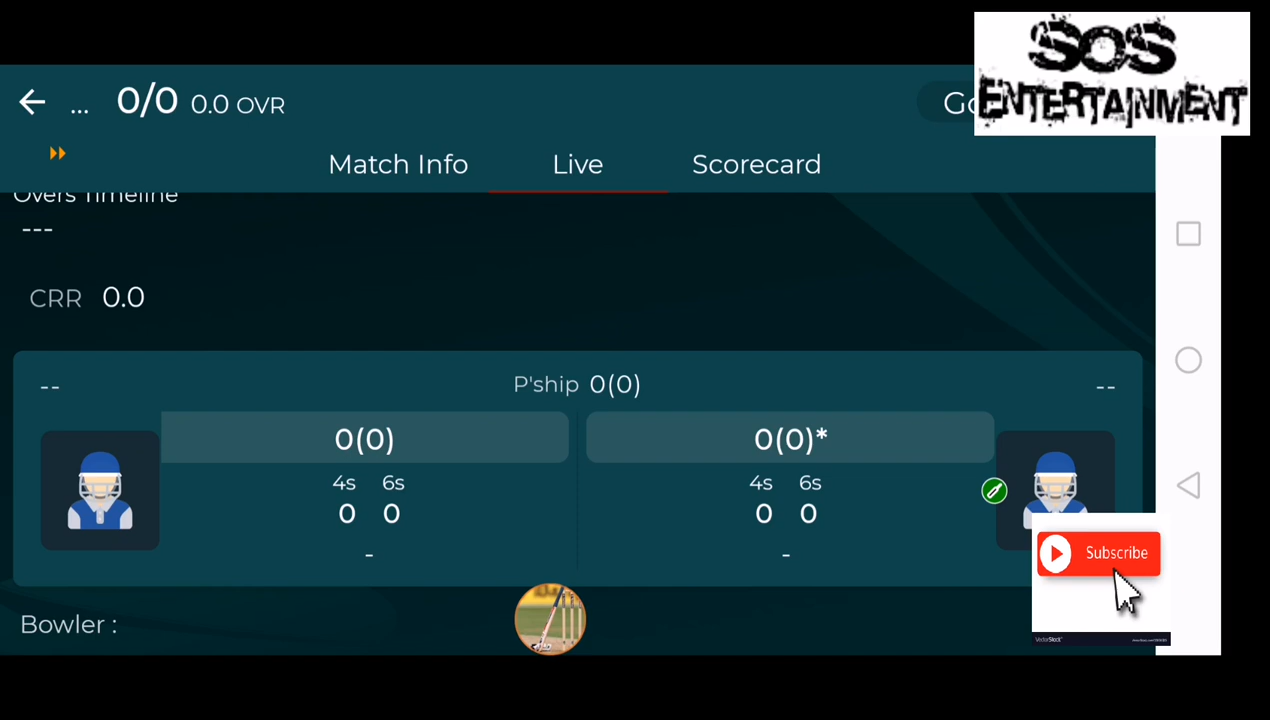 SOS
ENTERTAINMENT
... 0/0 0.0 OVR
Match Info Live Scorecard
Overs Timeline
---
CRR 0.0
-- P'ship 0(0) --
0(0) 0(0)*
4s 6s 4s 6s
0 0 0 0
- -
Subscribe
Bowler :
VectorStock